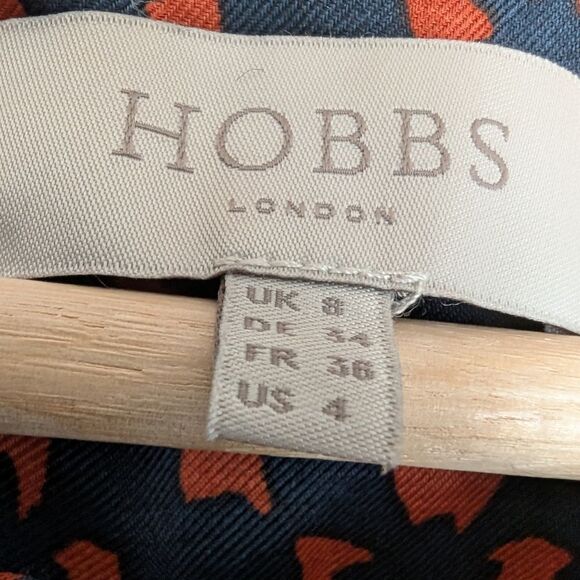 HOBBS
LONDON
UK 8
DE 34
FR 36
US 4